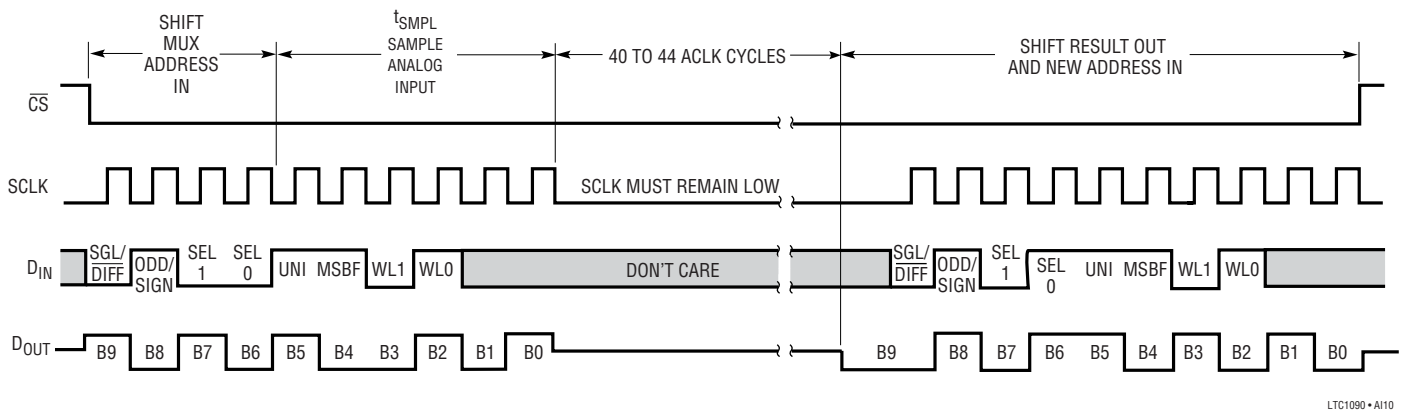 SHIFT
MUX
ADDRESS
IN
tSMPL
SAMPLE
ANALOG
INPUT
40 TO 44 ACLK CYCLES
SHIFT RESULT OUT
AND NEW ADDRESS IN
CS
SCLK
SCLK MUST REMAIN LOW
DIN
SGL/
DIFF
ODD/
SIGN
SEL
1
SEL
0
UNI
MSBF
WL1
WL0
DON'T CARE
SGL/
DIFF
ODD/
SIGN
SEL
1
SEL
0
UNI
MSBF
WL1
WL0
DOUT
B9
B8
B7
B6
B5
B4
B3
B2
B1
B0
B9
B8
B7
B6
B5
B4
B3
B2
B1
B0
LTC1090 • AI10